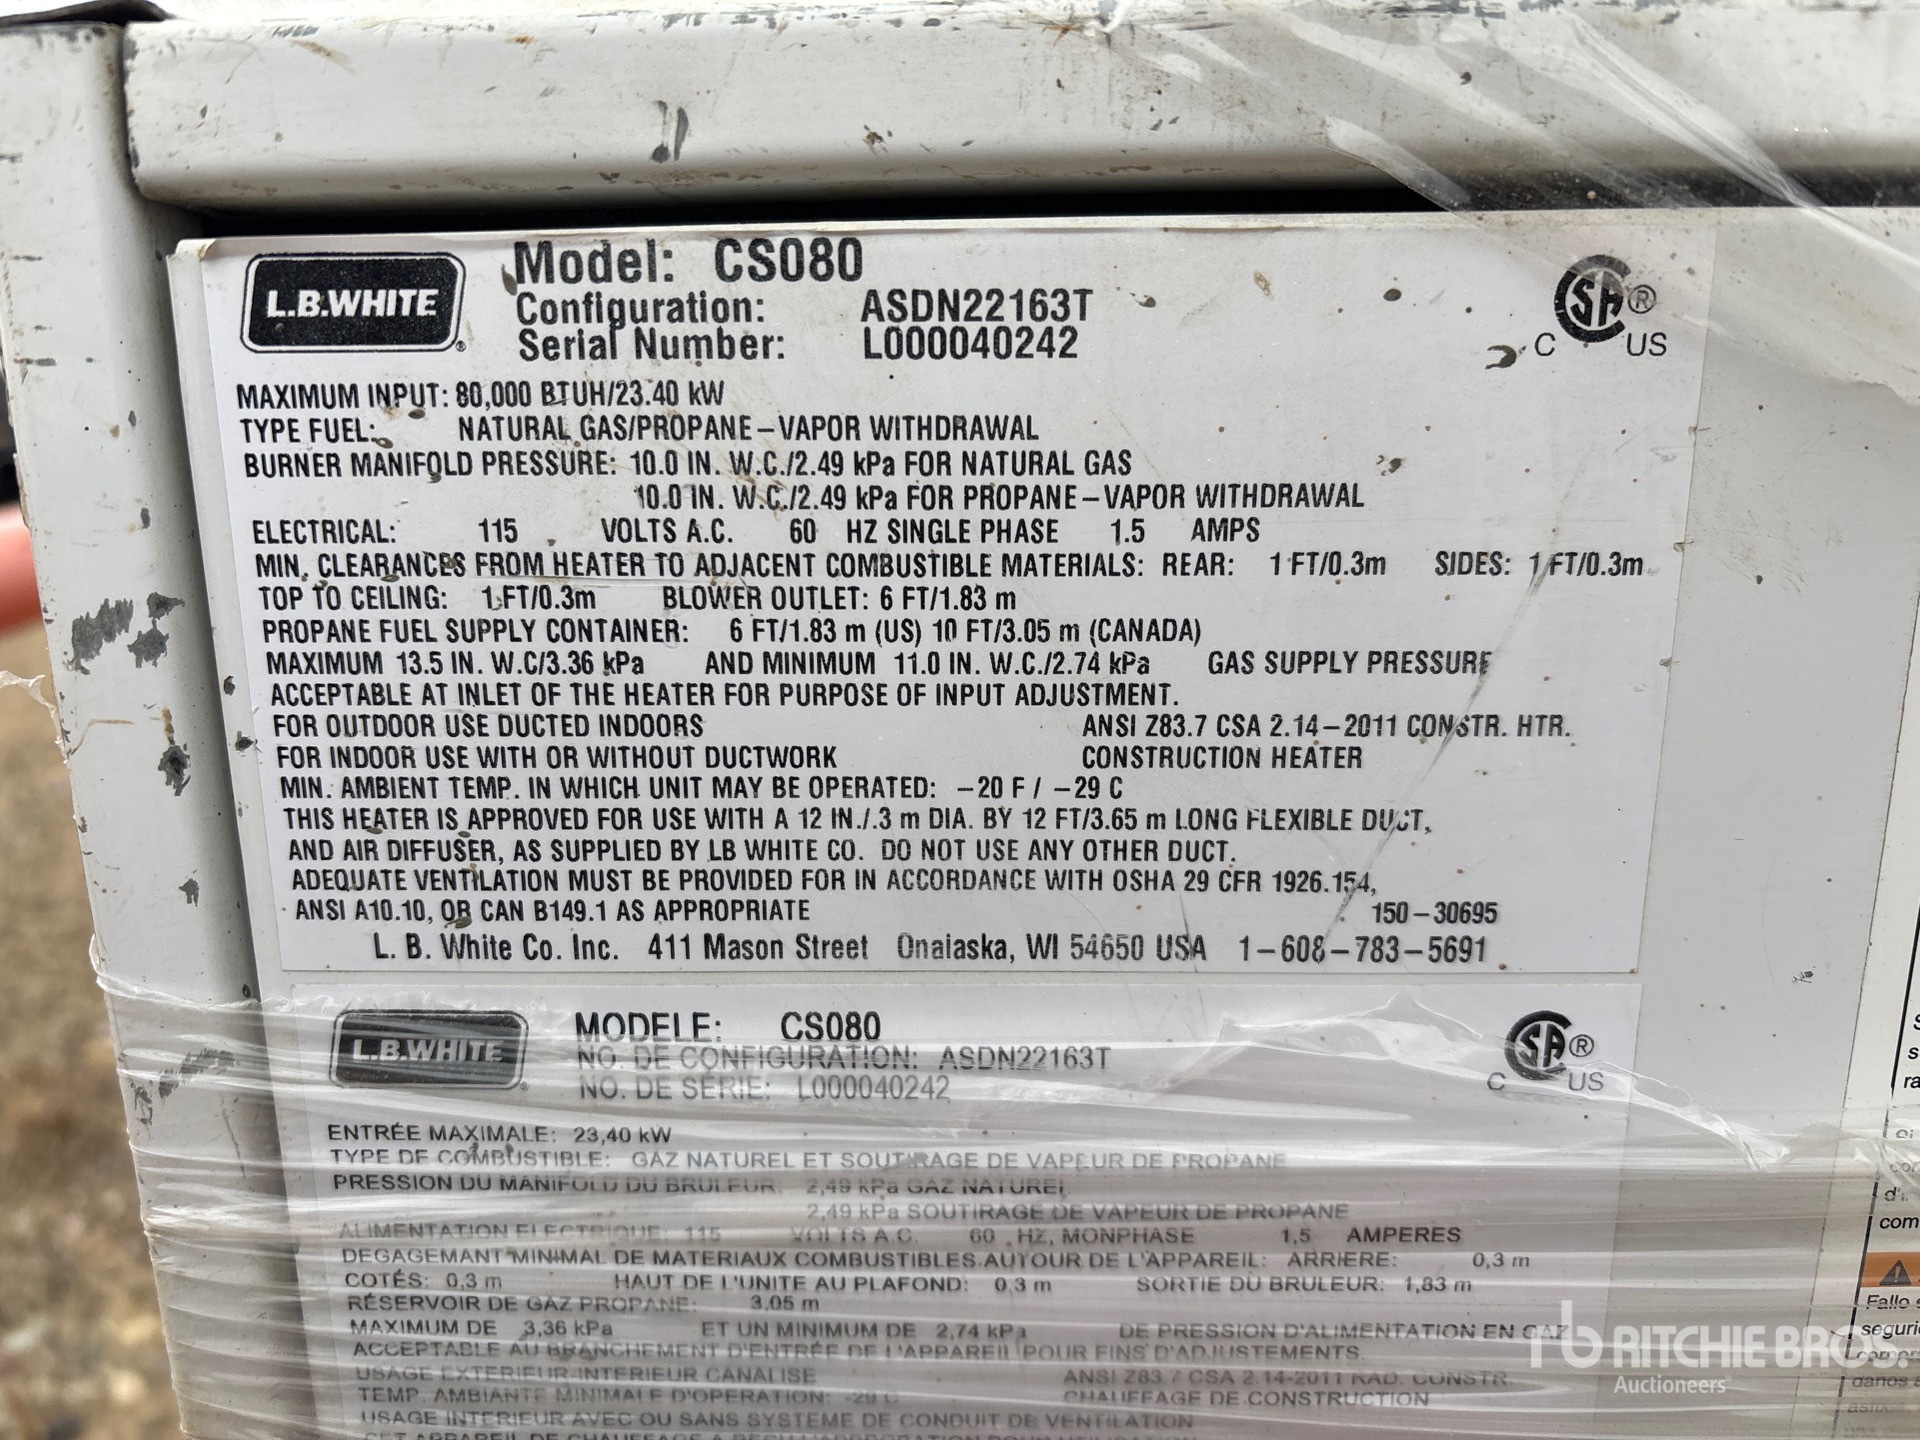 L.B.WHITE®
Model: CS080
Configuration: ASDN22163T
Serial Number: L000040242
CSA® C US
MAXIMUM INPUT: 80,000 BTUH/23.40 kW
TYPE FUEL: NATURAL GAS/PROPANE-VAPOR WITHDRAWAL
BURNER MANIFOLD PRESSURE: 10.0 IN. W.C./2.49 kPa FOR NATURAL GAS
10.0 IN. W.C./2.49 kPa FOR PROPANE-VAPOR WITHDRAWAL
ELECTRICAL: 115 VOLTS A.C. 60 HZ SINGLE PHASE 1.5 AMPS
MIN. CLEARANCES FROM HEATER TO ADJACENT COMBUSTIBLE MATERIALS: REAR: 1 FT/0.3m SIDES: 1 FT/0.3m
TOP TO CEILING: 1 FT/0.3m BLOWER OUTLET: 6 FT/1.83 m
PROPANE FUEL SUPPLY CONTAINER: 6 FT/1.83 m (US) 10 FT/3.05 m (CANADA)
MAXIMUM 13.5 IN. W.C/3.36 kPa AND MINIMUM 11.0 IN. W.C./2.74 kPa GAS SUPPLY PRESSURE
ACCEPTABLE AT INLET OF THE HEATER FOR PURPOSE OF INPUT ADJUSTMENT.
FOR OUTDOOR USE DUCTED INDOORS ANSI Z83.7 CSA 2.14-2011 CONSTR. HTR.
FOR INDOOR USE WITH OR WITHOUT DUCTWORK CONSTRUCTION HEATER
MIN. AMBIENT TEMP. IN WHICH UNIT MAY BE OPERATED: -20 F / -29 C
THIS HEATER IS APPROVED FOR USE WITH A 12 IN./.3 m DIA. BY 12 FT/3.65 m LONG FLEXIBLE DUCT,
AND AIR DIFFUSER, AS SUPPLIED BY LB WHITE CO. DO NOT USE ANY OTHER DUCT.
ADEQUATE VENTILATION MUST BE PROVIDED FOR IN ACCORDANCE WITH OSHA 29 CFR 1926.154,
ANSI A10.10, OR CAN B149.1 AS APPROPRIATE 150-30695
L. B. White Co. Inc. 411 Mason Street Onalaska, WI 54650 USA 1-608-783-5691
L.B.WHITE®
MODELE: CS080
NO. DE CONFIGURATION: ASDN22163T
NO. DE SÉRIE: L000040242
CSA® C US
ENTRÉE MAXIMALE: 23,40 kW
TYPE DE COMBUSTIBLE: GAZ NATUREL ET SOUTIRAGE DE VAPEUR DE PROPANE
PRESSION DU MANIFOLD DU BRULEUR: 2,49 kPa GAZ NATUREL
2,49 kPa SOUTIRAGE DE VAPEUR DE PROPANE
ALIMENTATION ELECTRIQUE: 115 VOLTS A.C. 60 HZ, MONPHASE 1,5 AMPERES
DEGAGEMANT MINIMAL DE MATERIAUX COMBUSTIBLES AUTOUR DE L'APPAREIL: ARRIERE: 0,3 m
COTÉS: 0,3 m HAUT DE L'UNITE AU PLAFOND: 0,3 m SORTIE DU BRULEUR: 1,83 m
RÉSERVOIR DE GAZ PROPANE: 3,05 m
MAXIMUM DE 3,36 kPa ET UN MINIMUM DE 2,74 kPa DE PRESSION D'ALIMENTATION EN GAZ
ACCEPTABLE AU BRANCHEMENT D'ENTRÉE DE L'APPAREIL POUR FINS D'ADJUSTEMENTS.
USAGE EXTERIEUR-INTERIEUR CANALISE ANSI Z83.7 CSA 2.14-2011 RAD. CONSTR.
TEMP. AMBIANTE MINIMALE D'OPERATION: -29 C CHAUFFAGE DE CONSTRUCTION
USAGE INTERIEUR AVEC OU SANS SYSTEME DE CONDUIT DE VENTILATION
com
Fallo
rb RITCHIE BROS.
Auctioneers